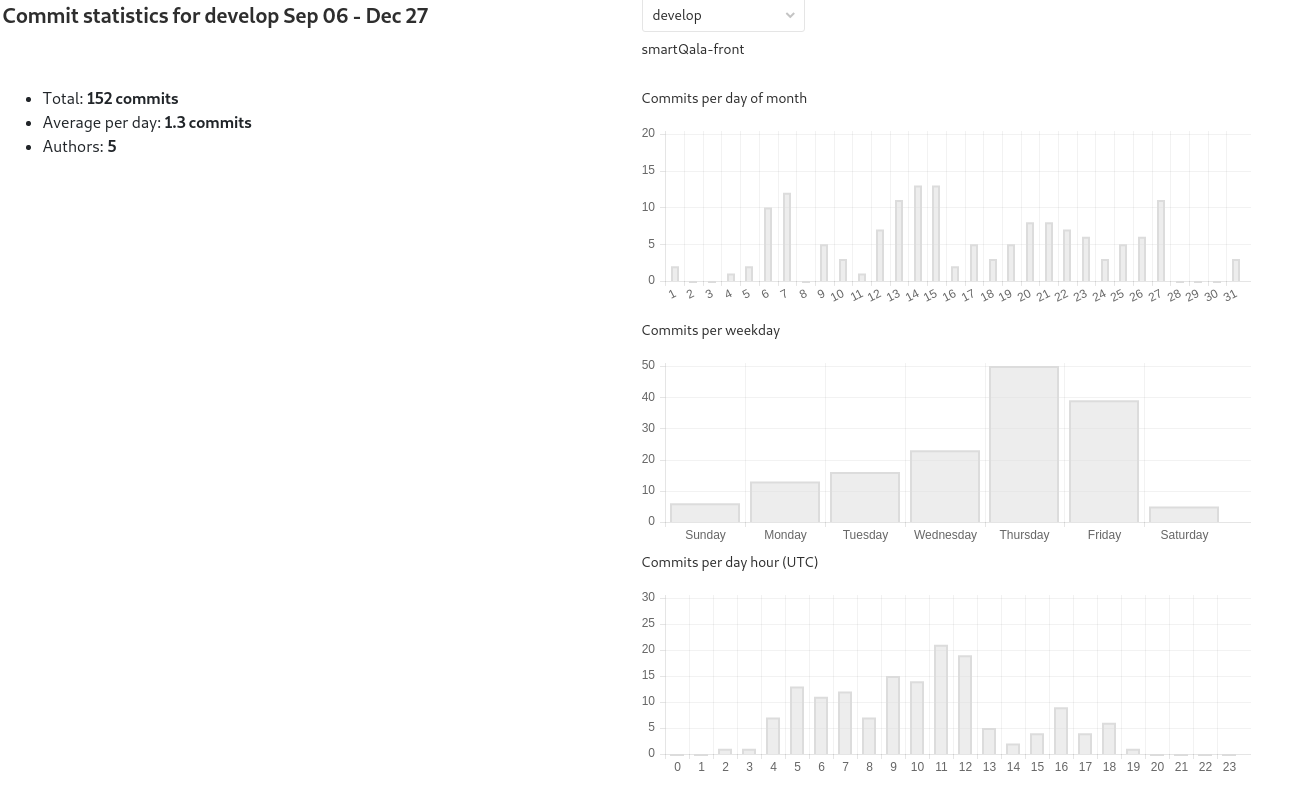 Commit statistics for develop Sep 06 - Dec 27
Total: 152 commits
Average per day: 1.3 commits
Authors: 5
develop
smartQala-front
Commits per day of month
20
15
10
5
0
1 2 3 4 5 6 7 8 9 10 11 12 13 14 15 16 17 18 19 20 21 22 23 24 25 26 27 28 29 30 31
Commits per weekday
50
40
30
20
10
0
Sunday Monday Tuesday Wednesday Thursday Friday Saturday
Commits per day hour (UTC)
30
25
20
15
10
5
0
0 1 2 3 4 5 6 7 8 9 10 11 12 13 14 15 16 17 18 19 20 21 22 23